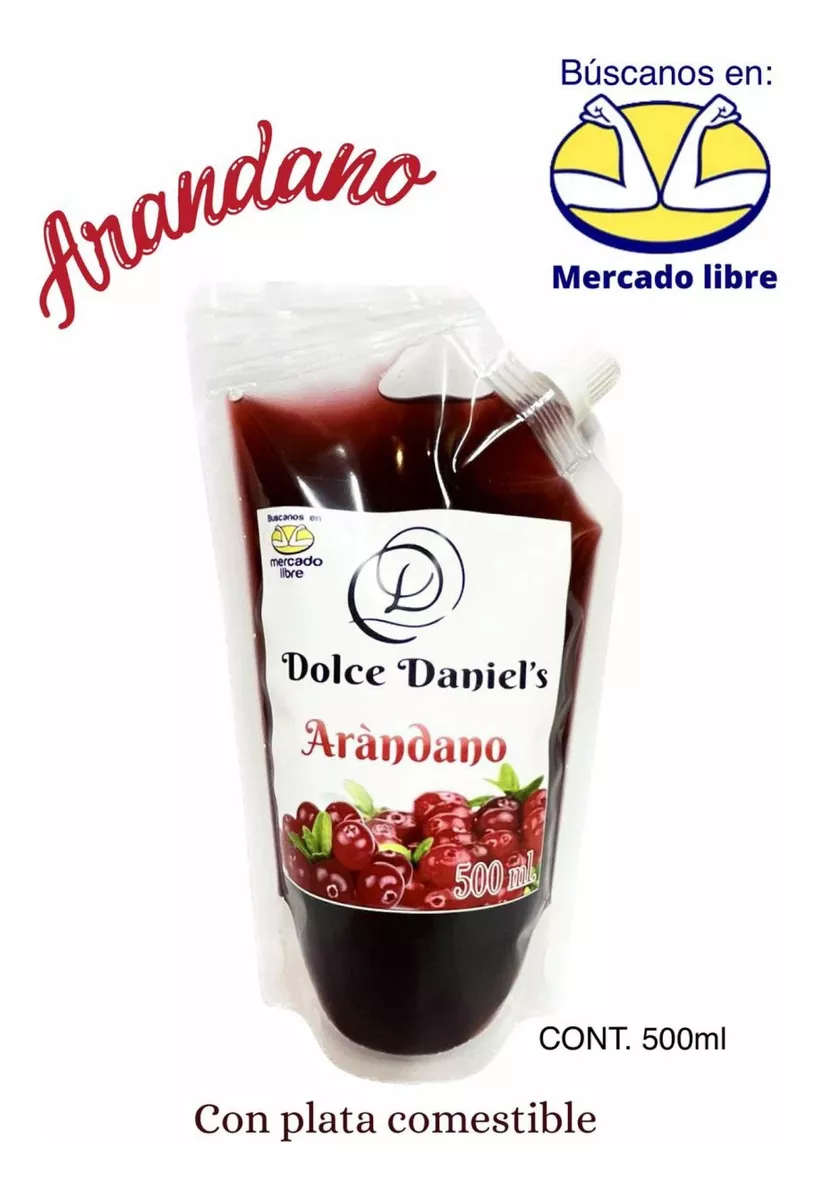 Búscanos en:
Mercado libre
Arandano
Buscanos en
mercado
libre
D
Dolce Daniel's
Aràndano
500 ml.
CONT. 500ml
Con plata comestible